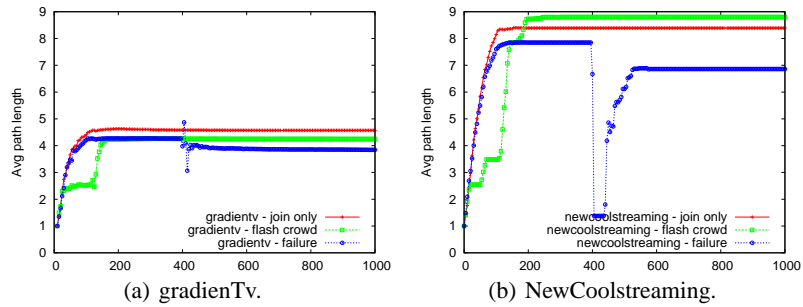 9
8
7
6
5
4
3
2
1
0
Avg path length
gradientv - join only
gradientv - flash crowd
gradientv - failure
0 200 400 600 800 1000
(a) gradienTv.
9
8
7
6
5
4
3
2
1
0
Avg path length
newcoolstreaming - join only
newcoolstreaming - flash crowd
newcoolstreaming - failure
0 200 400 600 800 1000
(b) NewCoolstreaming.